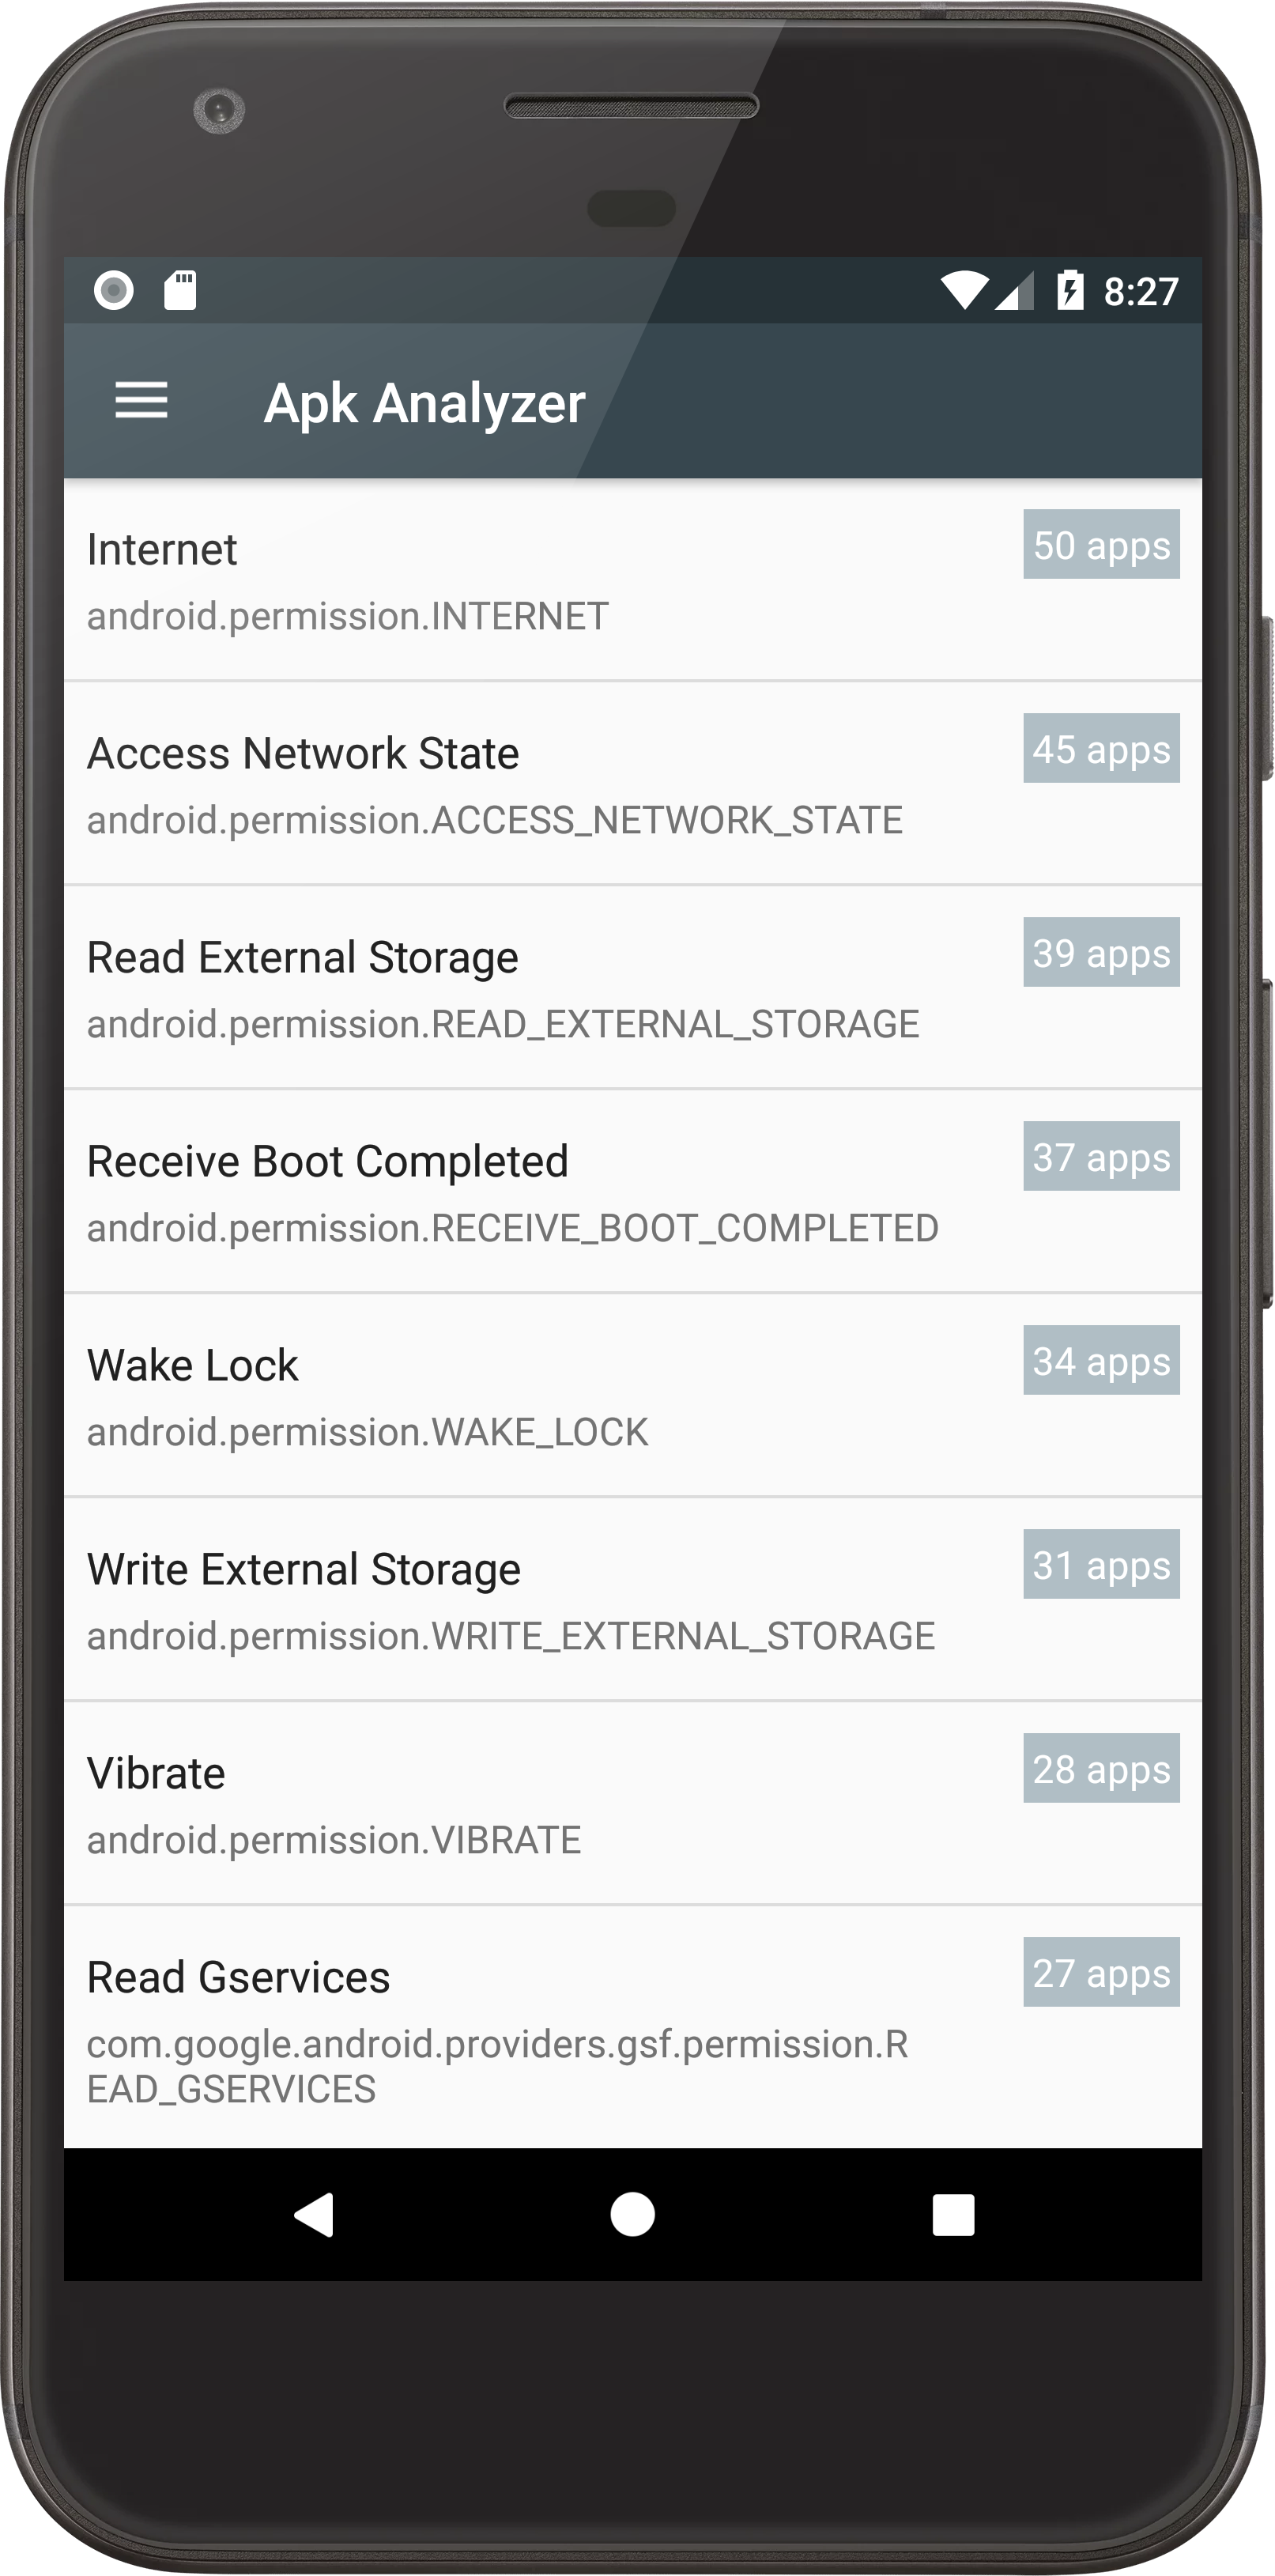 8:27
Apk Analyzer
Internet
50 apps
android.permission.INTERNET
Access Network State
45 apps
android.permission.ACCESS_NETWORK_STATE
Read External Storage
39 apps
android.permission.READ_EXTERNAL_STORAGE
Receive Boot Completed
37 apps
android.permission.RECEIVE_BOOT_COMPLETED
Wake Lock
34 apps
android.permission.WAKE_LOCK
Write External Storage
31 apps
android.permission.WRITE_EXTERNAL_STORAGE
Vibrate
28 apps
android.permission.VIBRATE
Read Gservices
27 apps
com.google.android.providers.gsf.permission.R
EAD_GSERVICES